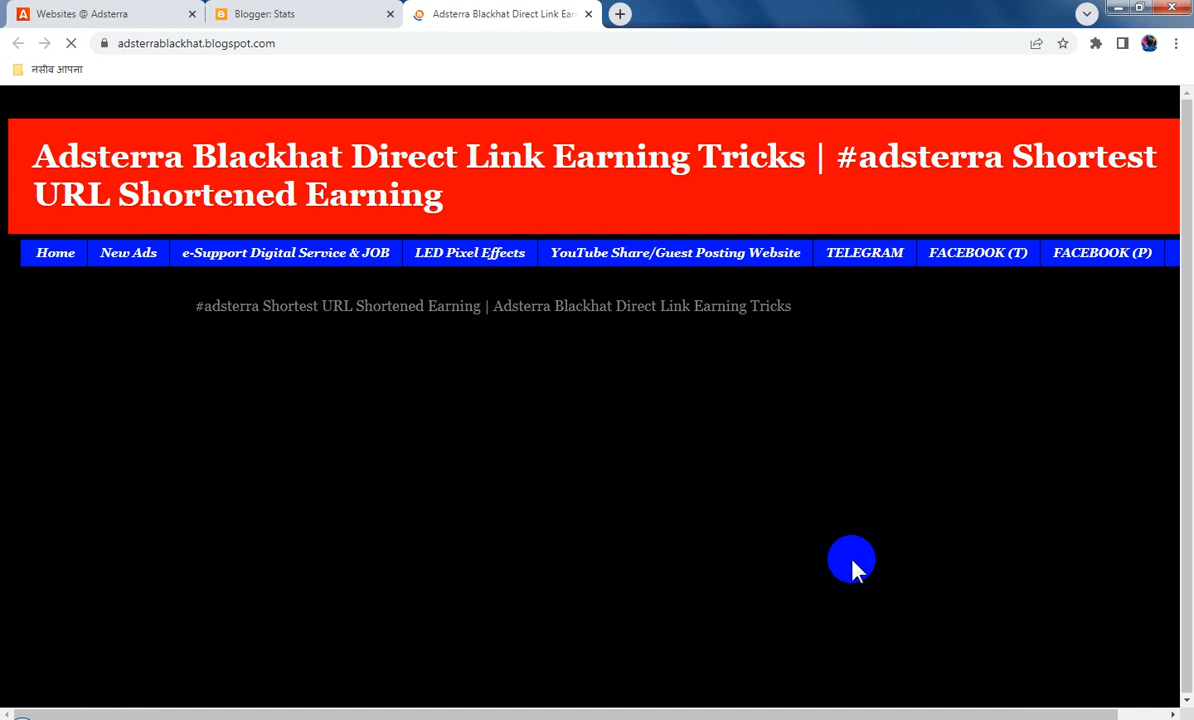 Websites @ Adsterra
Blogger: Stats
Adsterra Blackhat Direct Link Ear
adsterrablackhat.blogspot.com
नसीब आपना
Adsterra Blackhat Direct Link Earning Tricks | #adsterra Shortest
URL Shortened Earning
Home
New Ads
e-Support Digital Service & JOB
LED Pixel Effects
YouTube Share/Guest Posting Website
TELEGRAM
FACEBOOK (T)
FACEBOOK (P)
#adsterra Shortest URL Shortened Earning | Adsterra Blackhat Direct Link Earning Tricks